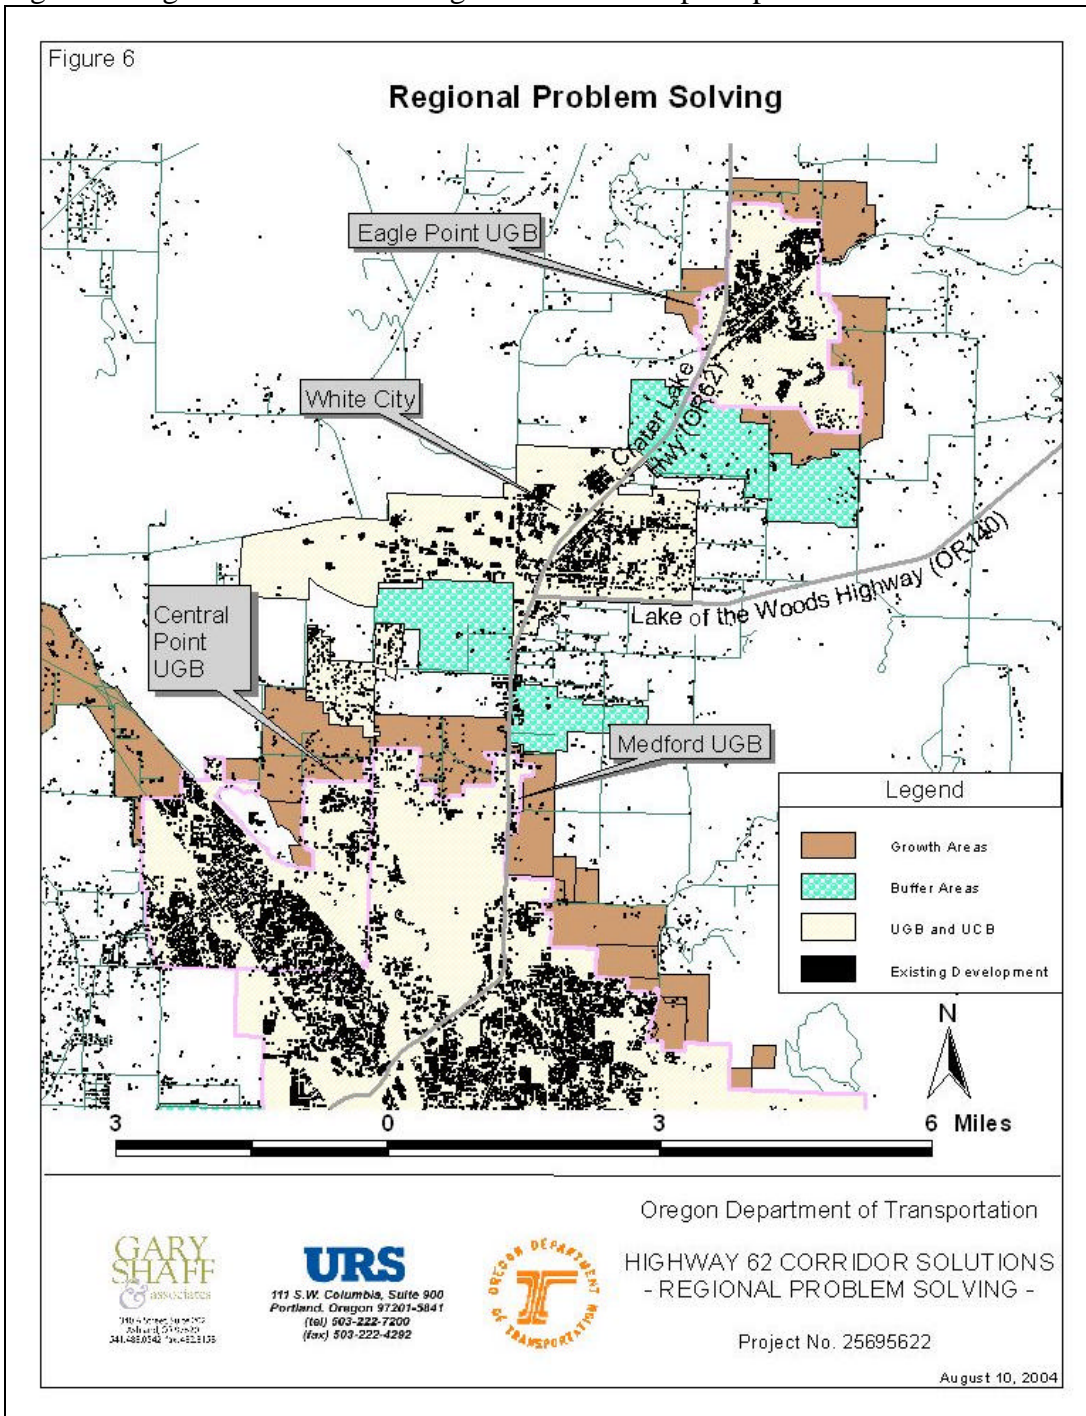 Figure 6
Regional Problem Solving
Eagle Point UGB
White City
Crater Lake
Hwy (OR62)
Lake of the Woods Highway (OR140)
Central
Point
UGB
Medford UGB
Legend
Growth Areas
Buffer Areas
UGB and UCB
Existing Development
N
3 0 3 6 Miles
GARY
SHAFF
& associates
URS
111 S.W. Columbia, Suite 900
Portland, Oregon 97201-5841
(tel) 503-222-7200
(fax) 503-222-4292
OREGON DEPARTMENT
OF TRANSPORTATION
Oregon Department of Transportation
HIGHWAY 62 CORRIDOR SOLUTIONS
- REGIONAL PROBLEM SOLVING -
Project No. 25695622
August 10, 2004